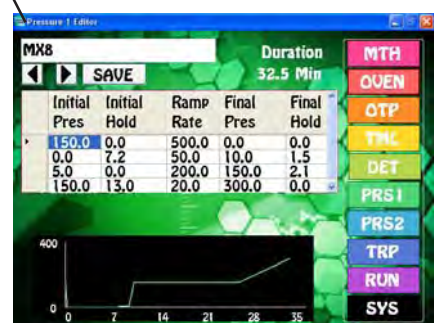 Pressure 1 Editor
MX8
Duration
SAVE
32.5 Min
Initial Pres Initial Hold Ramp Rate Final Pres Final Hold
150.0 0.0 500.0 0.0 0.0
0.0 7.2 50.0 10.0 1.5
5.0 0.0 200.0 150.0 2.1
150.0 13.0 20.0 300.0 0.0
MTH
OVEN
OTP
TML
DET
PRS1
PRS2
TRP
RUN
SYS
400
0
0 7 14 21 28 35